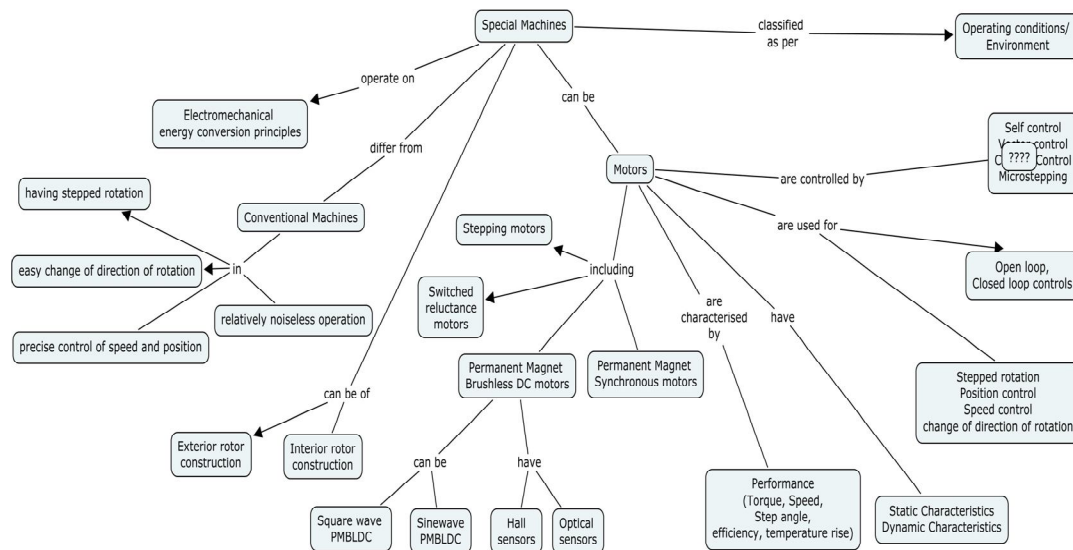 Special Machines
classified
as per
Operating conditions/
Environment
operate on
Electromechanical
energy conversion principles
can be
differ from
Self control
control
????
Control
Microstepping
Motors
are controlled by
having stepped rotation
Conventional Machines
Stepping motors
are used for
easy change of direction of rotation
in
including
Open loop,
Closed loop controls
Switched
reluctance
motors
are
characterised
by
have
relatively noiseless operation
precise control of speed and position
Permanent Magnet
Brushless DC motors
Permanent Magnet
Synchronous motors
Stepped rotation
Position control
Speed control
change of direction of rotation
can be of
Exterior rotor
construction
Interior rotor
construction
can be
have
Performance
(Torque, Speed,
Step angle,
efficiency, temperature rise)
Static Characteristics
Dynamic Characteristics
Square wave
PMBLDC
Sinewave
PMBLDC
Hall
sensors
Optical
sensors